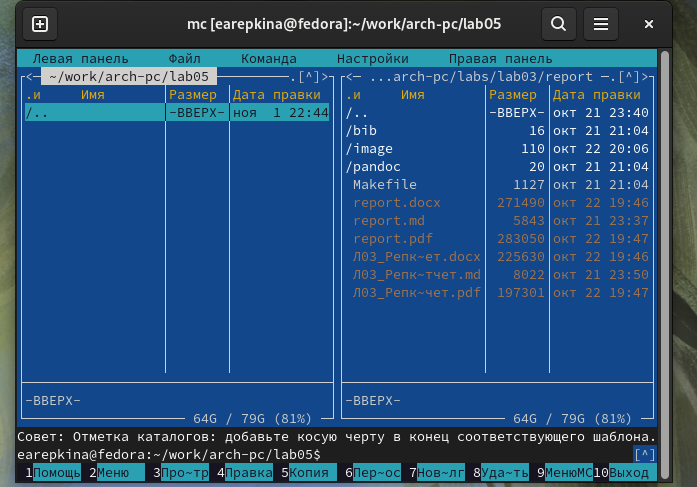 mc [earepkina@fedora]:~/work/arch-pc/lab05
Левая панель Файл Команда Настройки Правая панель
<─ ~/work/arch-pc/lab05 ─.[^]> <─ ...arch-pc/labs/lab03/report ─.[^]>
.и Имя Размер Дата правки .и Имя Размер Дата правки
/.. -ВВЕРХ- ноя 1 22:44 /.. -ВВЕРХ- окт 21 23:40
/bib 16 окт 21 21:04
/image 110 окт 22 20:06
/pandoc 20 окт 21 21:04
Makefile 1127 окт 21 21:04
report.docx 271490 окт 22 19:46
report.md 5843 окт 21 23:37
report.pdf 283050 окт 22 19:47
Л03_Репк~ет.docx 225630 окт 22 19:46
Л03_Репк~тчет.md 8022 окт 21 23:50
Л03_Репк~чет.pdf 197301 окт 22 19:47
-ВВЕРХ- -ВВЕРХ-
64G / 79G (81%) 64G / 79G (81%)
Совет: Отметка каталогов: добавьте косую черту в конец соответствующего шаблона.
earepkina@fedora:~/work/arch-pc/lab05$ [^]
1Помощь 2Меню 3Про~тр 4Правка 5Копия 6Пер~ос 7Нов~лг 8Уда~ть 9МенюMC 10Выход